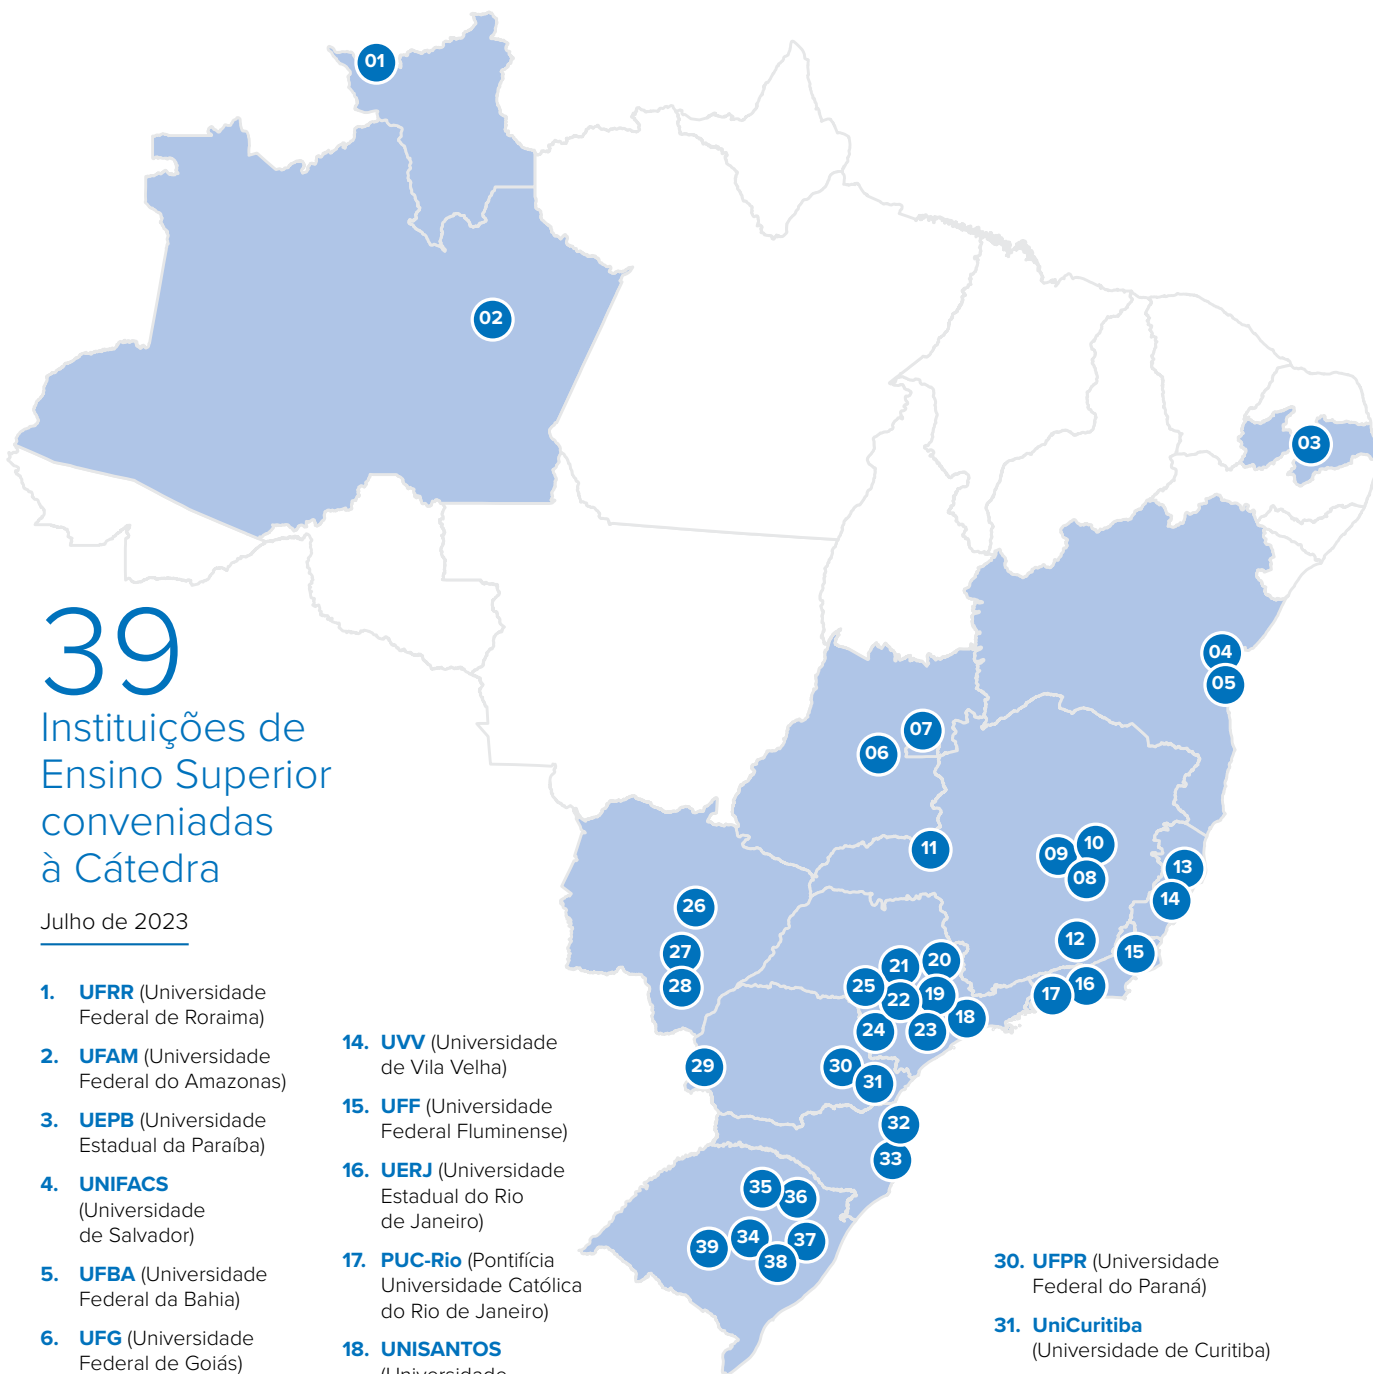 01
02
03
04
05
07
06
11
10
09
08
13
14
12
15
16
17
26
27
28
21
20
25
22
19
18
24
23
29
30
31
32
33
35
36
34
37
39
38
39
Instituições de
Ensino Superior
conveniadas
à Cátedra
Julho de 2023
1. UFRR (Universidade
Federal de Roraima)
2. UFAM (Universidade
Federal do Amazonas)
3. UEPB (Universidade
Estadual da Paraíba)
4. UNIFACS
(Universidade
de Salvador)
5. UFBA (Universidade
Federal da Bahia)
6. UFG (Universidade
Federal de Goiás)
14. UVV (Universidade
de Vila Velha)
15. UFF (Universidade
Federal Fluminense)
16. UERJ (Universidade
Estadual do Rio
de Janeiro)
17. PUC-Rio (Pontifícia
Universidade Católica
do Rio de Janeiro)
18. UNISANTOS
(Universidade
30. UFPR (Universidade
Federal do Paraná)
31. UniCuritiba
(Universidade de Curitiba)